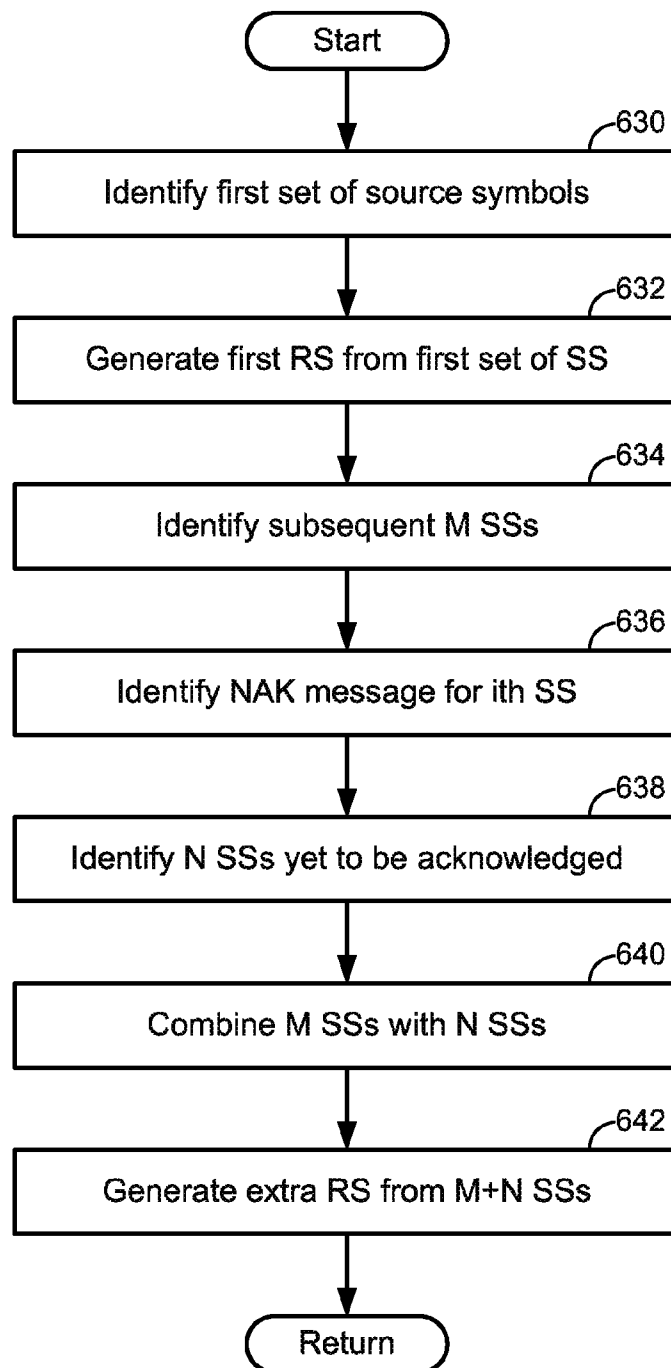 Start
630
Identify first set of source symbols
632
Generate first RS from first set of SS
634
Identify subsequent M SSs
636
Identify NAK message for ith SS
638
Identify N SSs yet to be acknowledged
640
Combine M SSs with N SSs
642
Generate extra RS from M+N SSs
Return